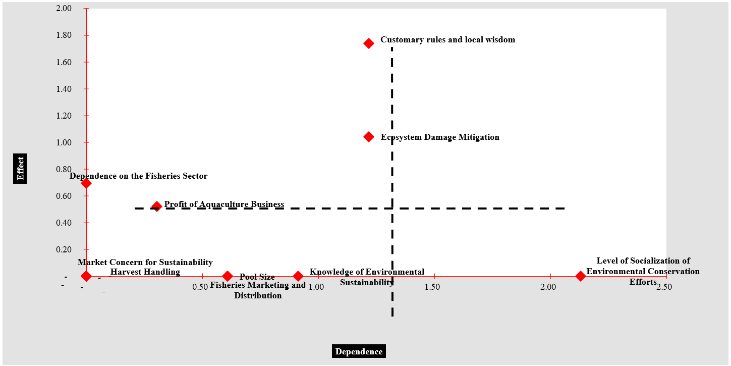 2.00
1.80
Customary rules and local wisdom
1.60
1.40
1.20
Ecosystem Damage Mitigation
1.00
Effect
0.80
Dependence on the Fisheries Sector
0.60
Profit of Aquaculture Business
0.40
0.20
Market Concern for Sustainability
Harvest Handling
Pool Size
Fisheries Marketing and
Distribution
Knowledge of Environmental
Sustainability
Level of Socialization of
Environmental Conservation
Efforts
-
-
-
-
0.50
1.00
1.50
2.00
2.50
Dependence